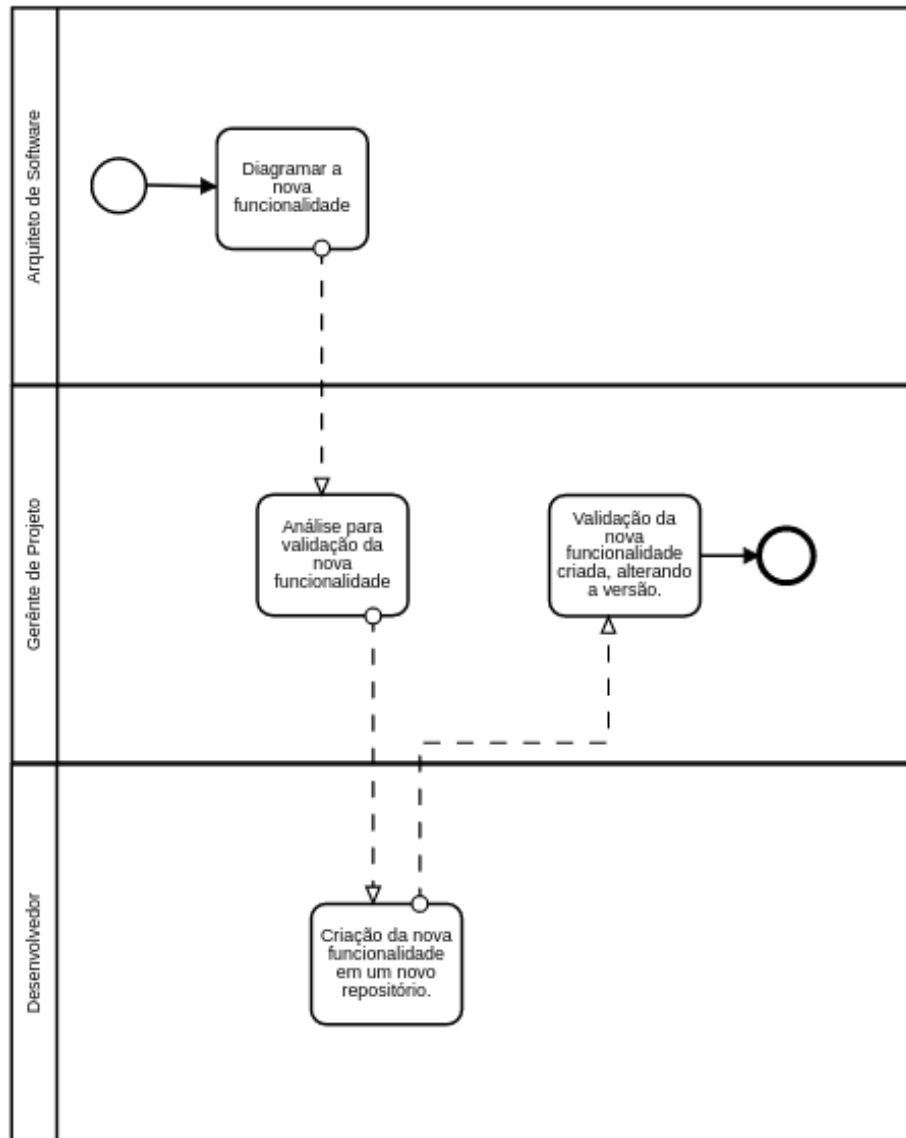 Arquiteto de Software
Diagramar a
nova
funcionalidade
Gerênte de Projeto
Análise para
validação da
nova
funcionalidade
Validação da
nova
funcionalidade
criada, alterando
a versão.
Desenvolvedor
Criação da nova
funcionalidade
em um novo
repositório.